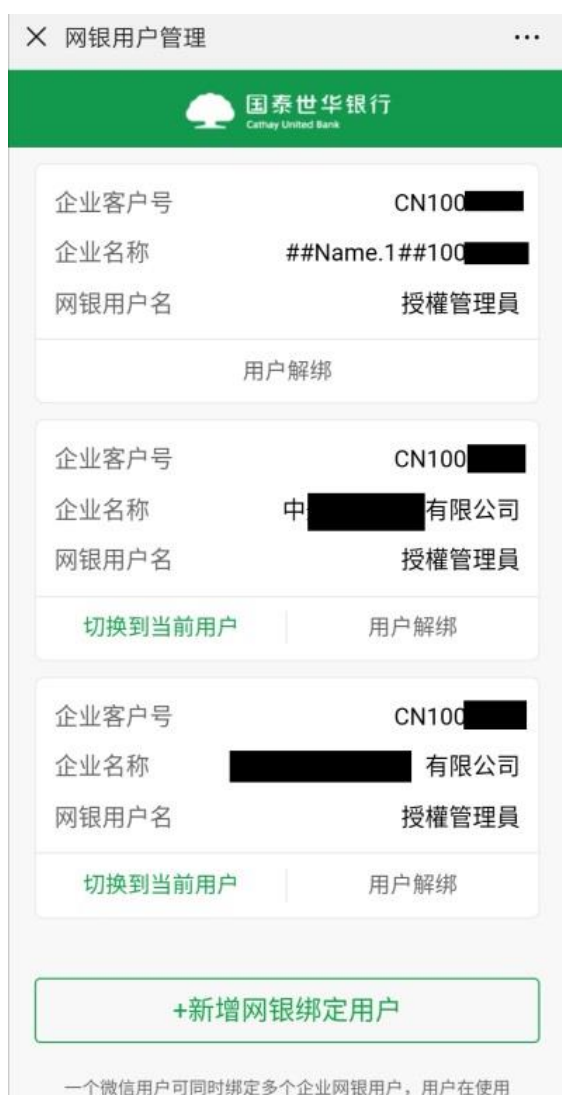 网银用户管理
国泰世华银行
Cathay United Bank
企业客户号 CN100
企业名称 ##Name.1##100
网银用户名 授權管理員
用户解绑
企业客户号 CN100
企业名称 中 有限公司
网银用户名 授權管理員
切换到当前用户 用户解绑
企业客户号 CN100
企业名称 有限公司
网银用户名 授權管理員
切换到当前用户 用户解绑
+新增网银绑定用户
一个微信用户可同时绑定多个企业网银用户，用户在使用